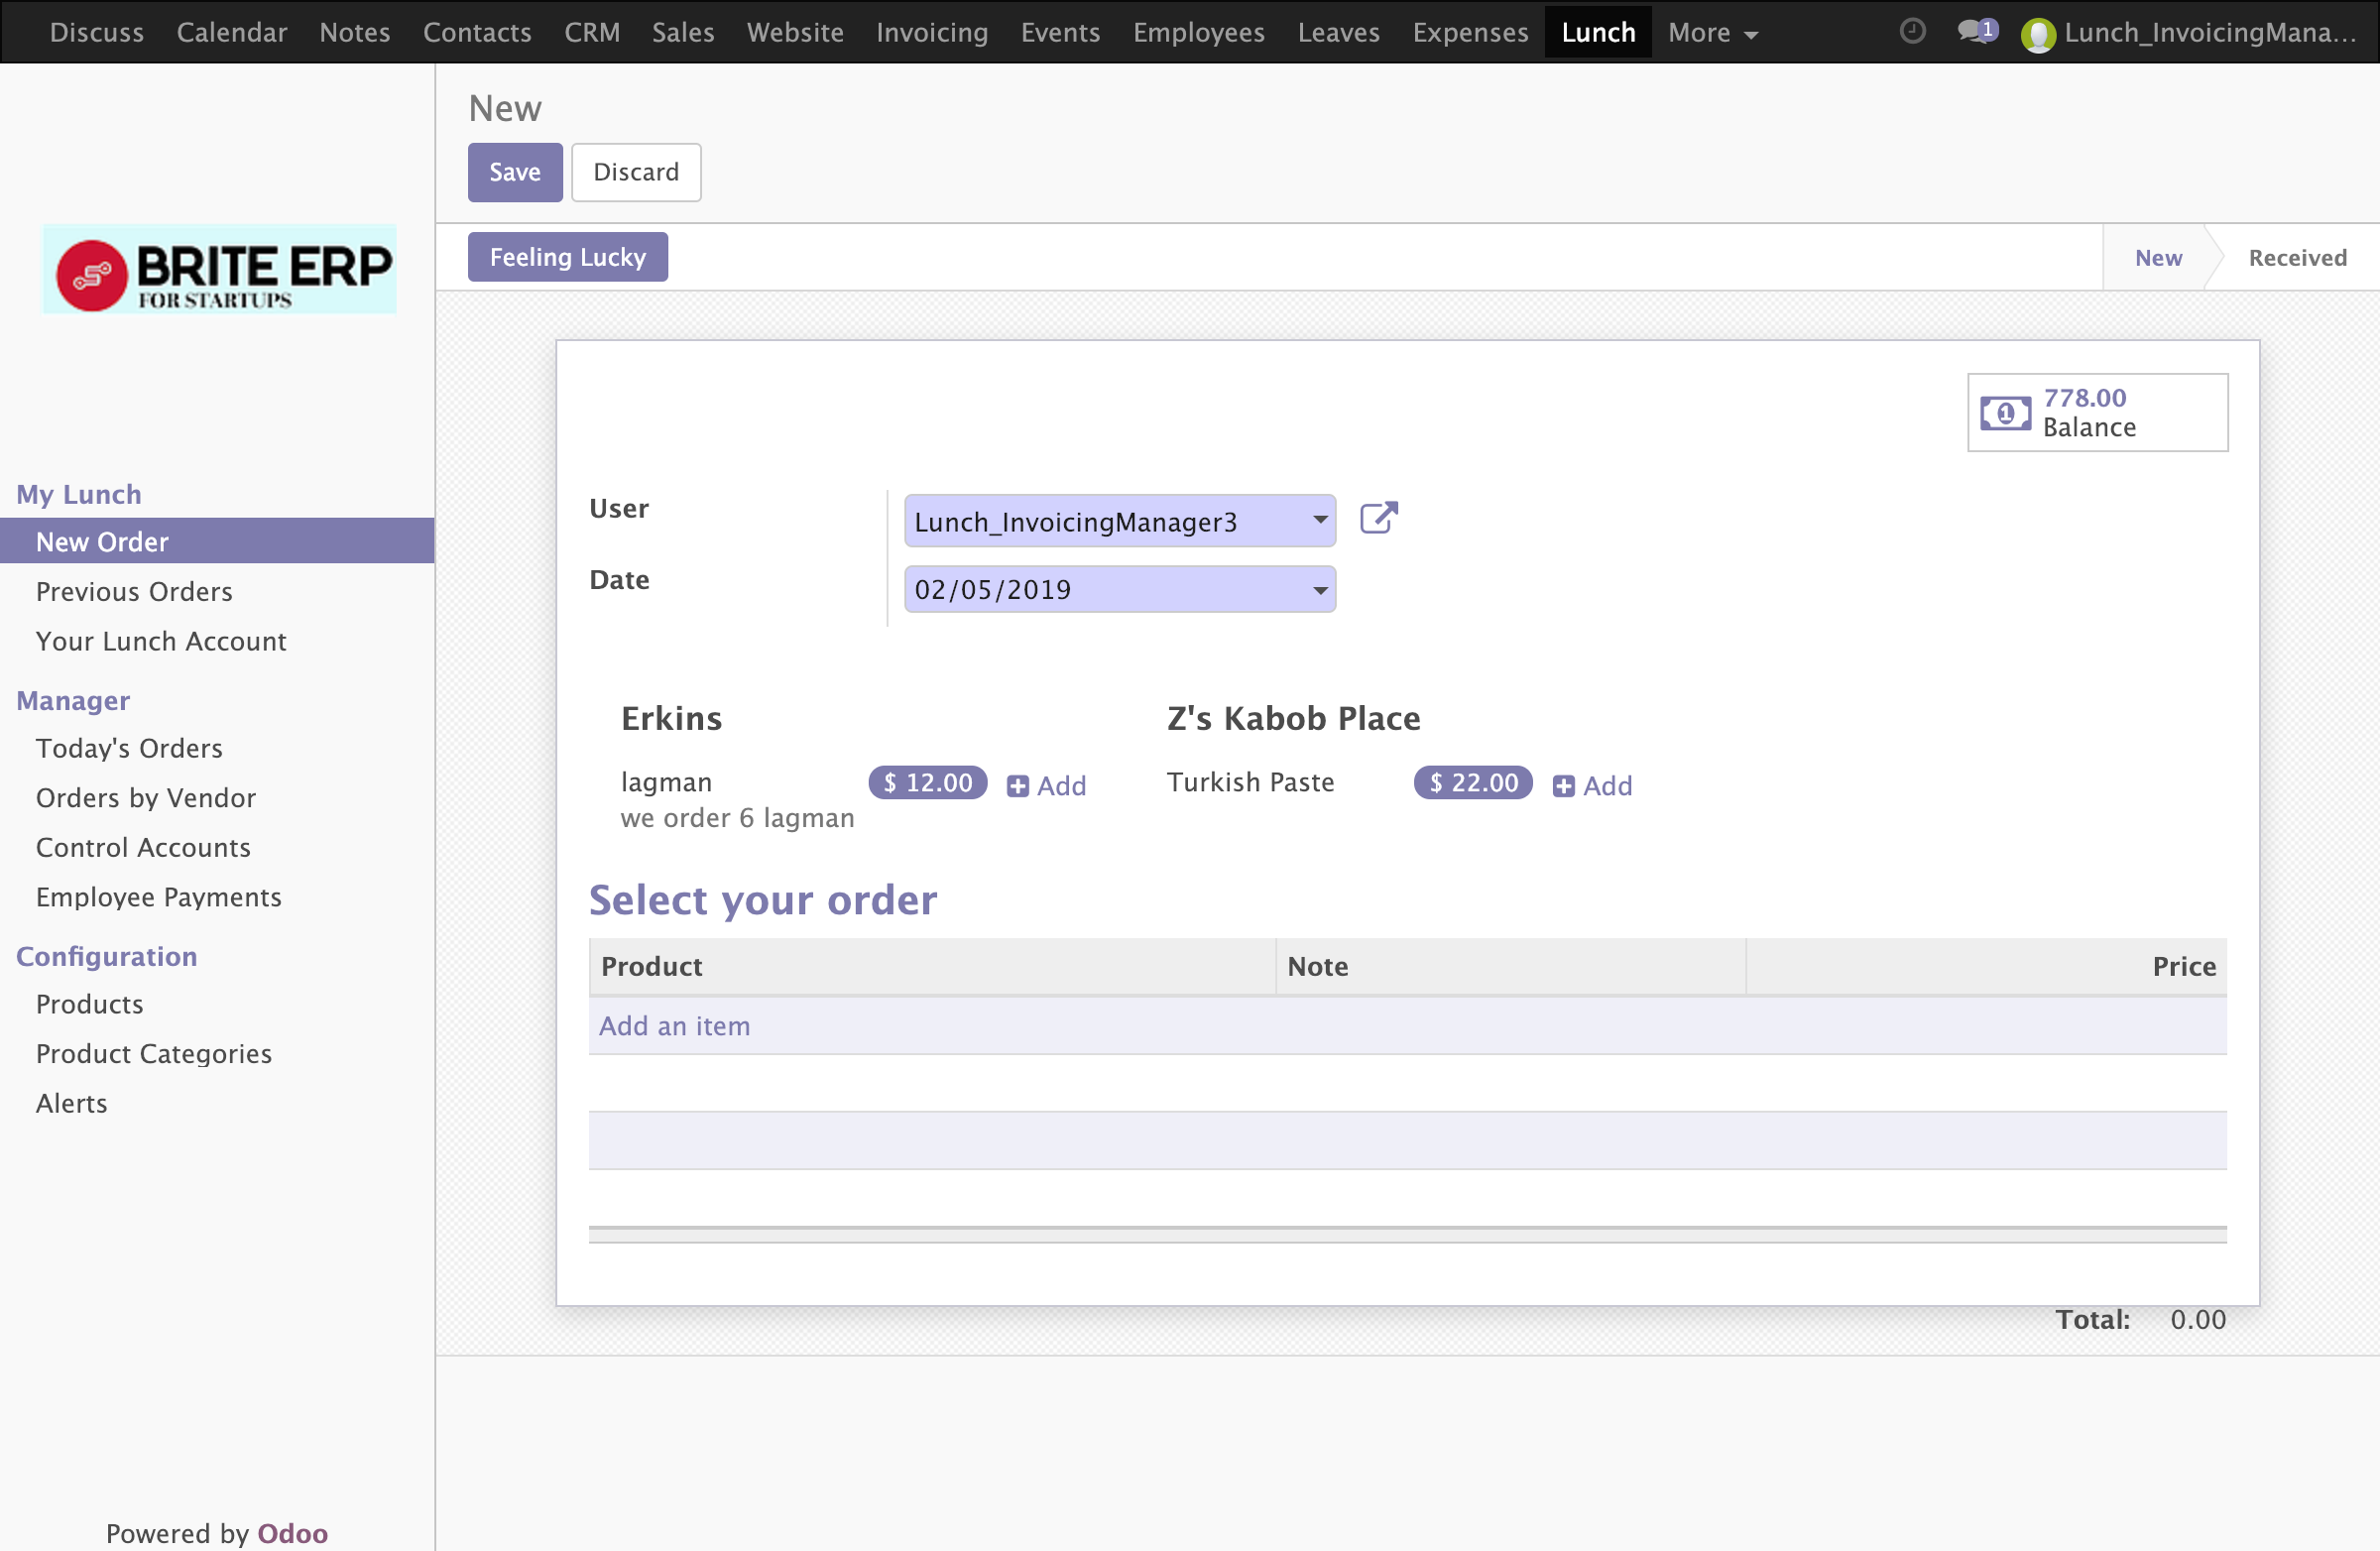 Discuss Calendar Notes Contacts CRM Sales Website Invoicing Events Employees Leaves Expenses Lunch More 1 Lunch_InvoicingMana...
BRITE ERP
FOR STARTUPS
My Lunch
New Order
Previous Orders
Your Lunch Account
Manager
Today's Orders
Orders by Vendor
Control Accounts
Employee Payments
Configuration
Products
Product Categories
Alerts
Powered by Odoo
New
Save Discard
Feeling Lucky New Received
778.00
Balance
User Lunch_InvoicingManager3
Date 02/05/2019
Erkins Z's Kabob Place
lagman $ 12.00 Add Turkish Paste $ 22.00 Add
we order 6 lagman
Select your order
Product Note Price
Add an item
Total: 0.00